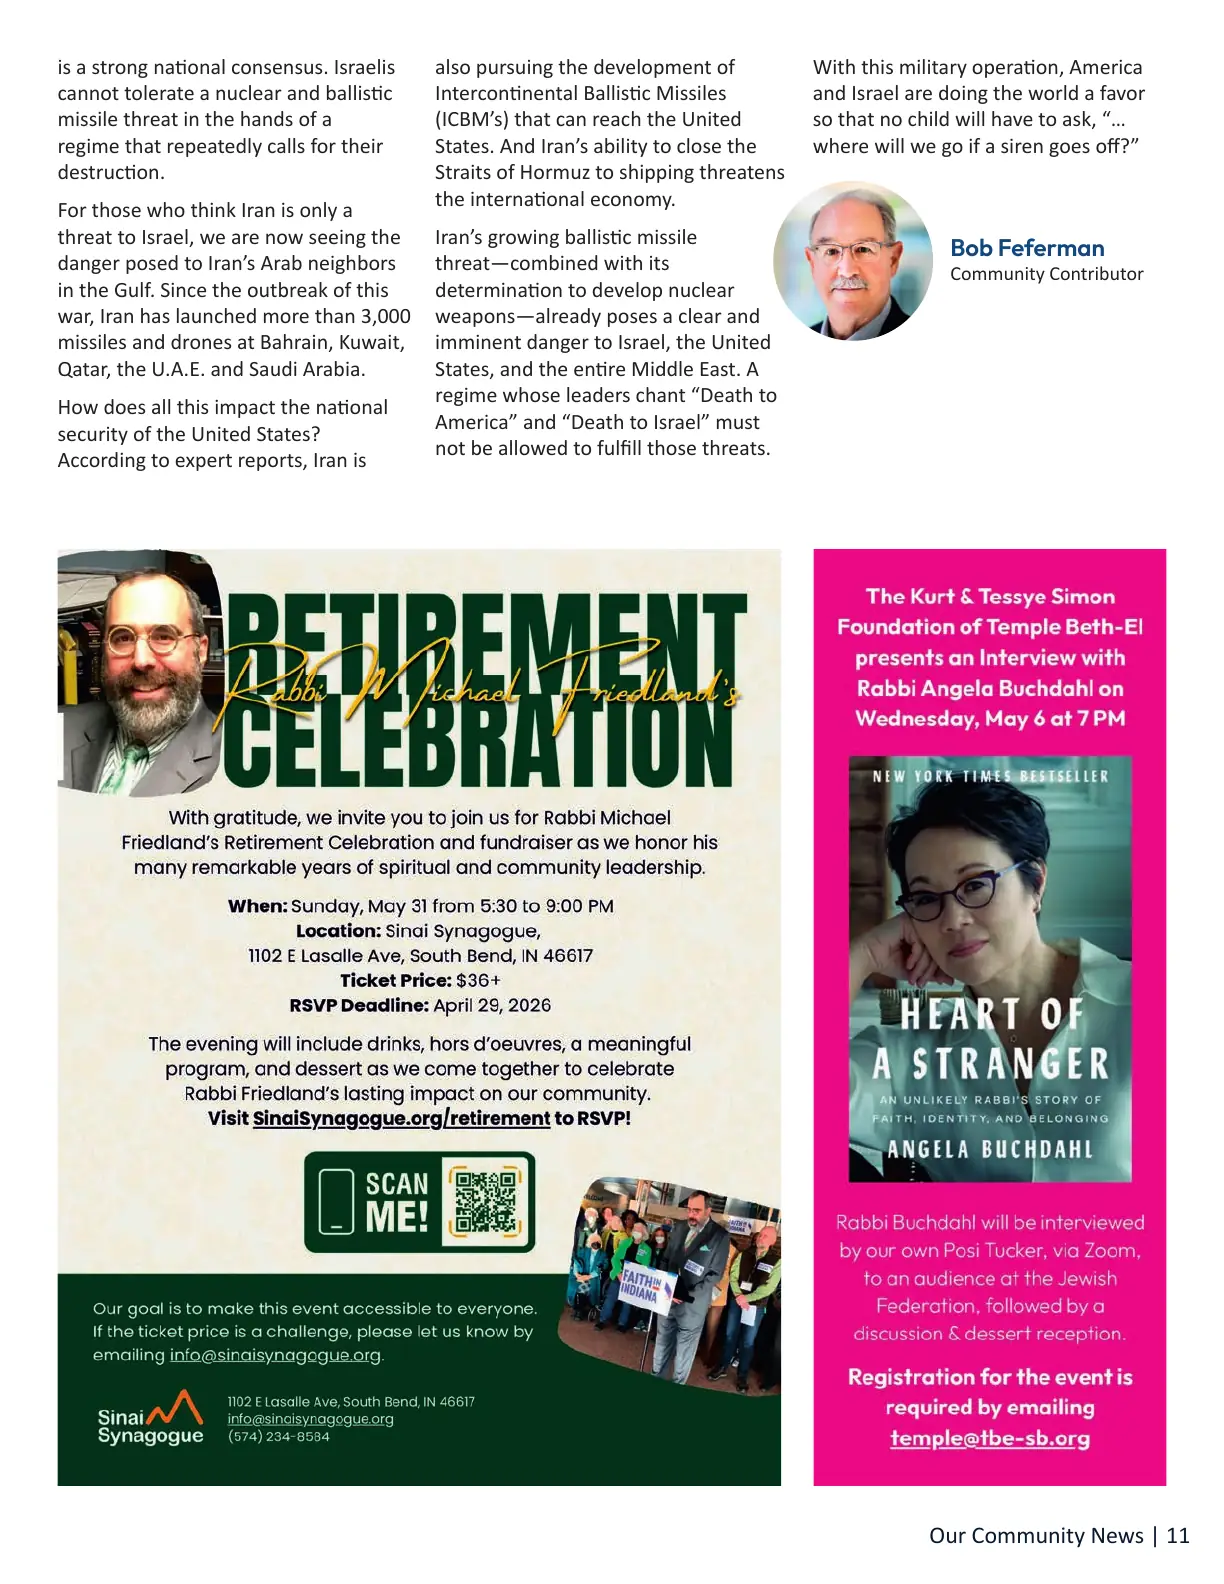 is a strong national consensus. Israelis
cannot tolerate a nuclear and ballistic
missile threat in the hands of a
regime that repeatedly calls for their
destruction.
For those who think Iran is only a
threat to Israel, we are now seeing the
danger posed to Iran’s Arab neighbors
in the Gulf. Since the outbreak of this
war, Iran has launched more than 3,000
missiles and drones at Bahrain, Kuwait,
Qatar, the U.A.E. and Saudi Arabia.
How does all this impact the national
security of the United States?
According to expert reports, Iran is
also pursuing the development of
Intercontinental Ballistic Missiles
(ICBM’s) that can reach the United
States. And Iran’s ability to close the
Straits of Hormuz to shipping threatens
the international economy.
Iran’s growing ballistic missile
threat—combined with its
determination to develop nuclear
weapons—already poses a clear and
imminent danger to Israel, the United
States, and the entire Middle East. A
regime whose leaders chant “Death to
America” and “Death to Israel” must
not be allowed to fulfill those threats.
With this military operation, America
and Israel are doing the world a favor
so that no child will have to ask, “…
where will we go if a siren goes off?”
Bob Feferman
Community Contributor
RETIREMENT
Rabbi Michael Friedland's
CELEBRATION
With gratitude, we invite you to join us for Rabbi Michael
Friedland’s Retirement Celebration and fundraiser as we honor his
many remarkable years of spiritual and community leadership.
When: Sunday, May 31 from 5:30 to 9:00 PM
Location: Sinai Synagogue,
1102 E Lasalle Ave, South Bend, IN 46617
Ticket Price: $36+
RSVP Deadline: April 29, 2026
The evening will include drinks, hors d’oeuvres, a meaningful
program, and dessert as we come together to celebrate
Rabbi Friedland’s lasting impact on our community.
Visit SinaiSynagogue.org/retirement to RSVP!
SCAN
ME!
FAITH IN
INDIANA
Our goal is to make this event accessible to everyone.
If the ticket price is a challenge, please let us know by
emailing info@sinaisynagogue.org.
Sinai
Synagogue
1102 E Lasalle Ave, South Bend, IN 46617
info@sinaisynagogue.org
(574) 234-8584
The Kurt & Tessye Simon
Foundation of Temple Beth-El
presents an Interview with
Rabbi Angela Buchdahl on
Wednesday, May 6 at 7 PM
NEW YORK TIMES BESTSELLER
HEART OF
A STRANGER
AN UNLIKELY RABBI'S STORY OF
FAITH, IDENTITY, AND BELONGING
ANGELA BUCHDAHL
Rabbi Buchdahl will be interviewed
by our own Posi Tucker, via Zoom,
to an audience at the Jewish
Federation, followed by a
discussion & dessert reception.
Registration for the event is
required by emailing
temple@tbe-sb.org
Our Community News | 11